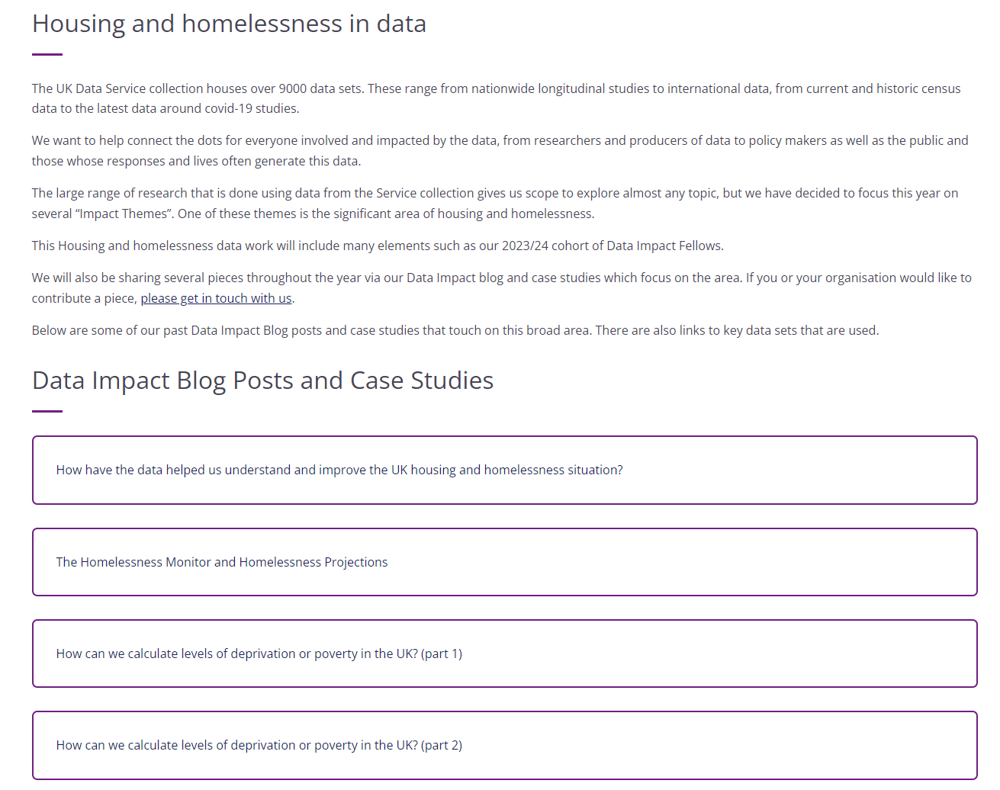 Housing and homelessness in data
The UK Data Service collection houses over 9000 data sets. These range from nationwide longitudinal studies to international data, from current and historic census
data to the latest data around covid-19 studies.
We want to help connect the dots for everyone involved and impacted by the data, from researchers and producers of data to policy makers as well as the public and
those whose responses and lives often generate this data.
The large range of research that is done using data from the Service collection gives us scope to explore almost any topic, but we have decided to focus this year on
several “Impact Themes”. One of these themes is the significant area of housing and homelessness.
This Housing and homelessness data work will include many elements such as our 2023/24 cohort of Data Impact Fellows.
We will also be sharing several pieces throughout the year via our Data Impact blog and case studies which focus on the area. If you or your organisation would like to
contribute a piece, please get in touch with us.
Below are some of our past Data Impact Blog posts and case studies that touch on this broad area. There are also links to key data sets that are used.
Data Impact Blog Posts and Case Studies
How have the data helped us understand and improve the UK housing and homelessness situation?
The Homelessness Monitor and Homelessness Projections
How can we calculate levels of deprivation or poverty in the UK? (part 1)
How can we calculate levels of deprivation or poverty in the UK? (part 2)